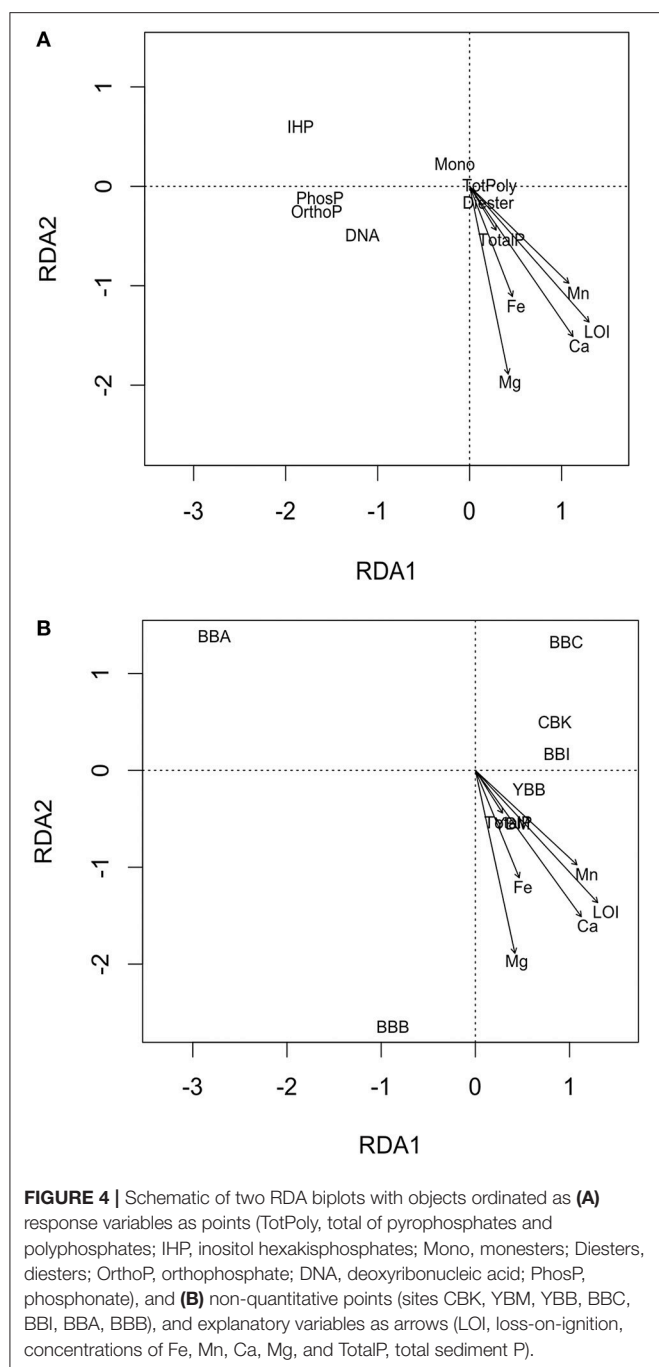 A
1
IHP
Mono
0
TotPoly
PhosP
Diester
OrthoP
DNA
TotalP
RDA2
-1
Mn
Fe
LOI
Ca
-2
Mg
-3
-2
-1
0
1
RDA1
B
BBA
BBC
1
CBK
BBI
0
YBB
TotalP
RDA2
-1
Mn
Fe
LOI
Ca
-2
Mg
BBB
-3
-2
-1
0
1
RDA1
FIGURE 4 | Schematic of two RDA biplots with objects ordinated as (A)
response variables as points (TotPoly, total of pyrophosphates and
polyphosphates; IHP, inositol hexakisphosphates; Mono, monesters; Diesters,
diesters; OrthoP, orthophosphate; DNA, deoxyribonucleic acid; PhosP,
phosphonate), and (B) non-quantitative points (sites CBK, YBM, YBB, BBC,
BBI, BBA, BBB), and explanatory variables as arrows (LOI, loss-on-ignition,
concentrations of Fe, Mn, Ca, Mg, and TotalP, total sediment P).